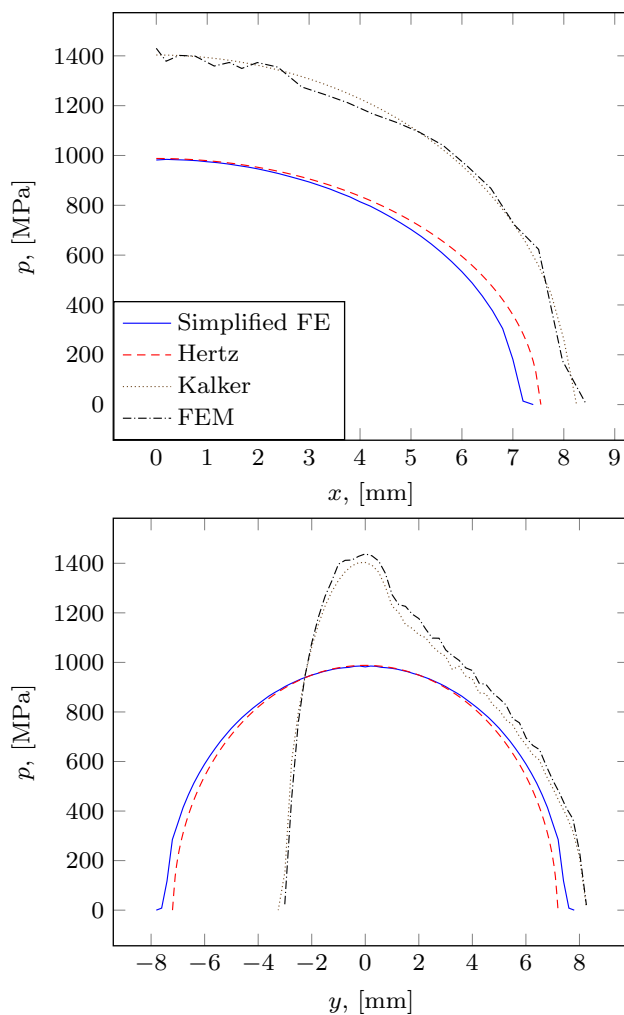 1400
1200
1000
800
600
400
200
0
p, [MPa]
Simplified FE
Hertz
Kalker
FEM
0 1 2 3 4 5 6 7 8 9
x, [mm]
1400
1200
1000
800
600
400
200
0
p, [MPa]
−8 −6 −4 −2 0 2 4 6 8
y, [mm]